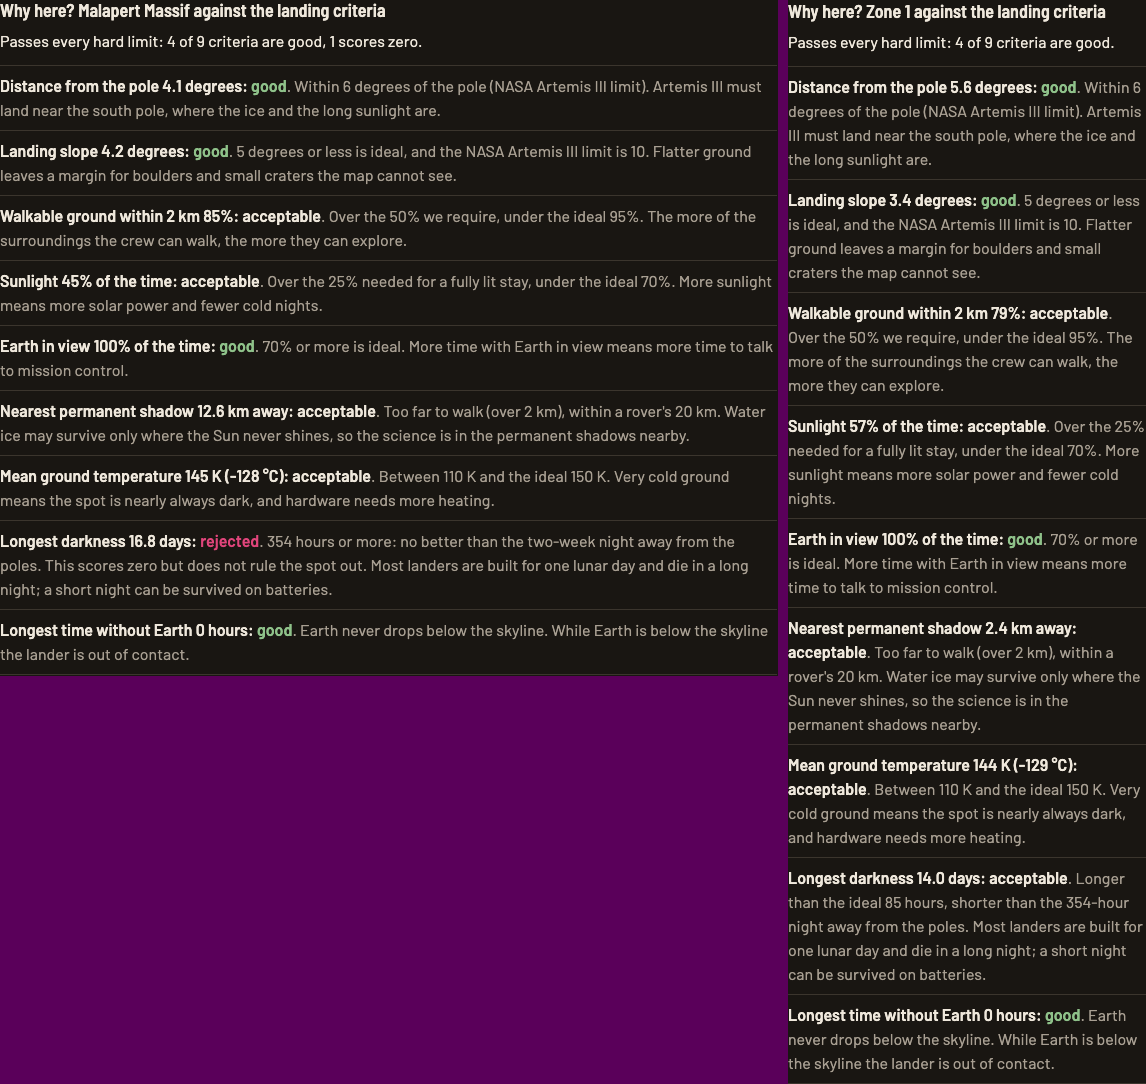 Why here? Malapert Massif against the landing criteria
Passes every hard limit: 4 of 9 criteria are good, 1 scores zero.
Distance from the pole 4.1 degrees: good. Within 6 degrees of the pole (NASA Artemis III limit). Artemis III must
land near the south pole, where the ice and the long sunlight are.
Landing slope 4.2 degrees: good. 5 degrees or less is ideal, and the NASA Artemis III limit is 10. Flatter ground
leaves a margin for boulders and small craters the map cannot see.
Walkable ground within 2 km 85%: acceptable. Over the 50% we require, under the ideal 95%. The more of the
surroundings the crew can walk, the more they can explore.
Sunlight 45% of the time: acceptable. Over the 25% needed for a fully lit stay, under the ideal 70%. More sunlight
means more solar power and fewer cold nights.
Earth in view 100% of the time: good. 70% or more is ideal. More time with Earth in view means more time to talk
to mission control.
Nearest permanent shadow 12.6 km away: acceptable. Too far to walk (over 2 km), within a rover's 20 km. Water
ice may survive only where the Sun never shines, so the science is in the permanent shadows nearby.
Mean ground temperature 145 K (-128 °C): acceptable. Between 110 K and the ideal 150 K. Very cold ground
means the spot is nearly always dark, and hardware needs more heating.
Longest darkness 16.8 days: rejected. 354 hours or more: no better than the two-week night away from the
poles. This scores zero but does not rule the spot out. Most landers are built for one lunar day and die in a long
night; a short night can be survived on batteries.
Longest time without Earth 0 hours: good. Earth never drops below the skyline. While Earth is below the skyline
the lander is out of contact.
Why here? Zone 1 against the landing criteria
Passes every hard limit: 4 of 9 criteria are good.
Distance from the pole 5.6 degrees: good. Within 6
degrees of the pole (NASA Artemis III limit). Artemis
III must land near the south pole, where the ice and
the long sunlight are.
Landing slope 3.4 degrees: good. 5 degrees or less
is ideal, and the NASA Artemis III limit is 10. Flatter
ground leaves a margin for boulders and small
craters the map cannot see.
Walkable ground within 2 km 79%: acceptable.
Over the 50% we require, under the ideal 95%. The
more of the surroundings the crew can walk, the
more they can explore.
Sunlight 57% of the time: acceptable. Over the 25%
needed for a fully lit stay, under the ideal 70%. More
sunlight means more solar power and fewer cold
nights.
Earth in view 100% of the time: good. 70% or more
is ideal. More time with Earth in view means more
time to talk to mission control.
Nearest permanent shadow 2.4 km away:
acceptable. Too far to walk (over 2 km), within a
rover's 20 km. Water ice may survive only where the
Sun never shines, so the science is in the
permanent shadows nearby.
Mean ground temperature 144 K (-129 °C):
acceptable. Between 110 K and the ideal 150 K. Very
cold ground means the spot is nearly always dark,
and hardware needs more heating.
Longest darkness 14.0 days: acceptable. Longer
than the ideal 85 hours, shorter than the 354-hour
night away from the poles. Most landers are built for
one lunar day and die in a long night; a short night
can be survived on batteries.
Longest time without Earth 0 hours: good. Earth
never drops below the skyline. While Earth is below
the skyline the lander is out of contact.